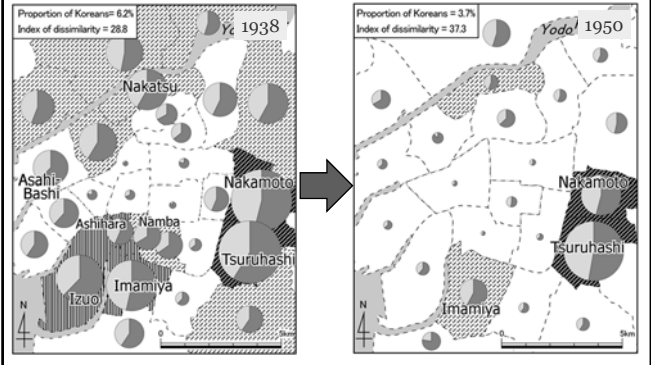 Proportion of Koreans = 6.2%
Index of dissimilarity = 28.8
1938
Yo
Nakatsu
Asahi-
Bashi
Nakamoto
Ashihara
Namba
Tsuruhashi
Izuo
Imamiya
N
0
5km
Proportion of Koreans = 3.7%
Index of dissimilarity = 37.3
1950
Yodo
Nakamoto
Tsuruhashi
Imamiya
N
0
5km